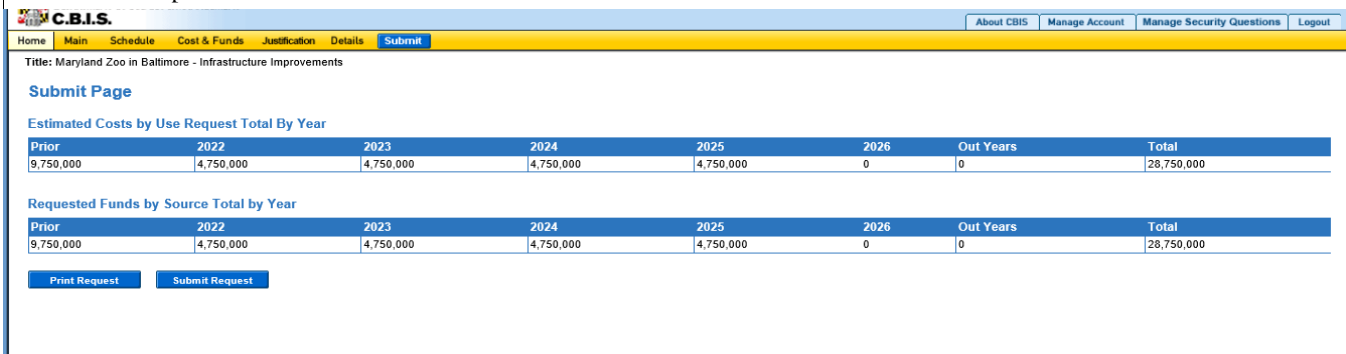 C.B.I.S.
About CBIS Manage Account Manage Security Questions Logout
Home Main Schedule Cost & Funds Justification Details Submit
Title: Maryland Zoo in Baltimore - Infrastructure Improvements
Submit Page
Estimated Costs by Use Request Total By Year
Prior 2022 2023 2024 2025 2026 Out Years Total
9,750,000 4,750,000 4,750,000 4,750,000 4,750,000 0 0 28,750,000
Requested Funds by Source Total by Year
Prior 2022 2023 2024 2025 2026 Out Years Total
9,750,000 4,750,000 4,750,000 4,750,000 4,750,000 0 0 28,750,000
Print Request Submit Request